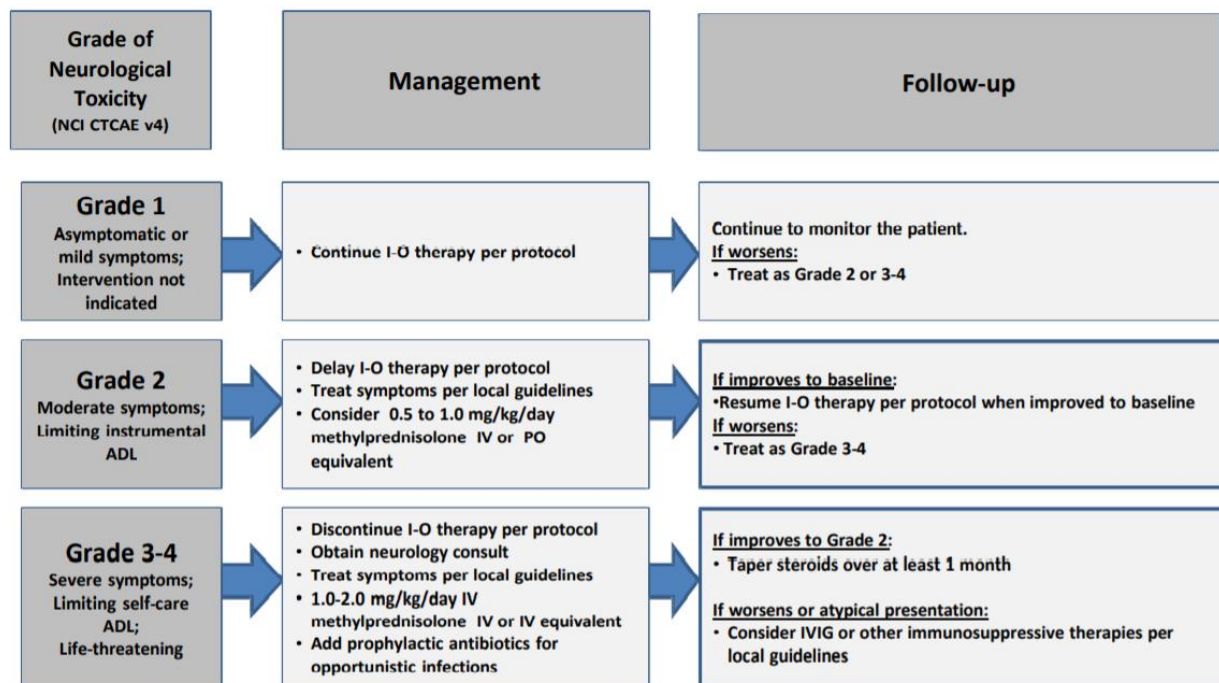 Grade of
Neurological
Toxicity
(NCI CTCAE v4)
Management
Follow-up
Grade 1
Asymptomatic or
mild symptoms;
Intervention not
indicated
• Continue I-O therapy per protocol
Continue to monitor the patient.
If worsens:
• Treat as Grade 2 or 3-4
Grade 2
Moderate symptoms;
Limiting instrumental
ADL
• Delay I-O therapy per protocol
• Treat symptoms per local guidelines
• Consider 0.5 to 1.0 mg/kg/day
methylprednisolone IV or PO
equivalent
If improves to baseline:
•Resume I-O therapy per protocol when improved to baseline
If worsens:
• Treat as Grade 3-4
Grade 3-4
Severe symptoms;
Limiting self-care
ADL;
Life-threatening
• Discontinue I-O therapy per protocol
• Obtain neurology consult
• Treat symptoms per local guidelines
• 1.0-2.0 mg/kg/day IV
methylprednisolone IV or IV equivalent
• Add prophylactic antibiotics for
opportunistic infections
If improves to Grade 2:
• Taper steroids over at least 1 month
If worsens or atypical presentation:
• Consider IVIG or other immunosuppressive therapies per
local guidelines